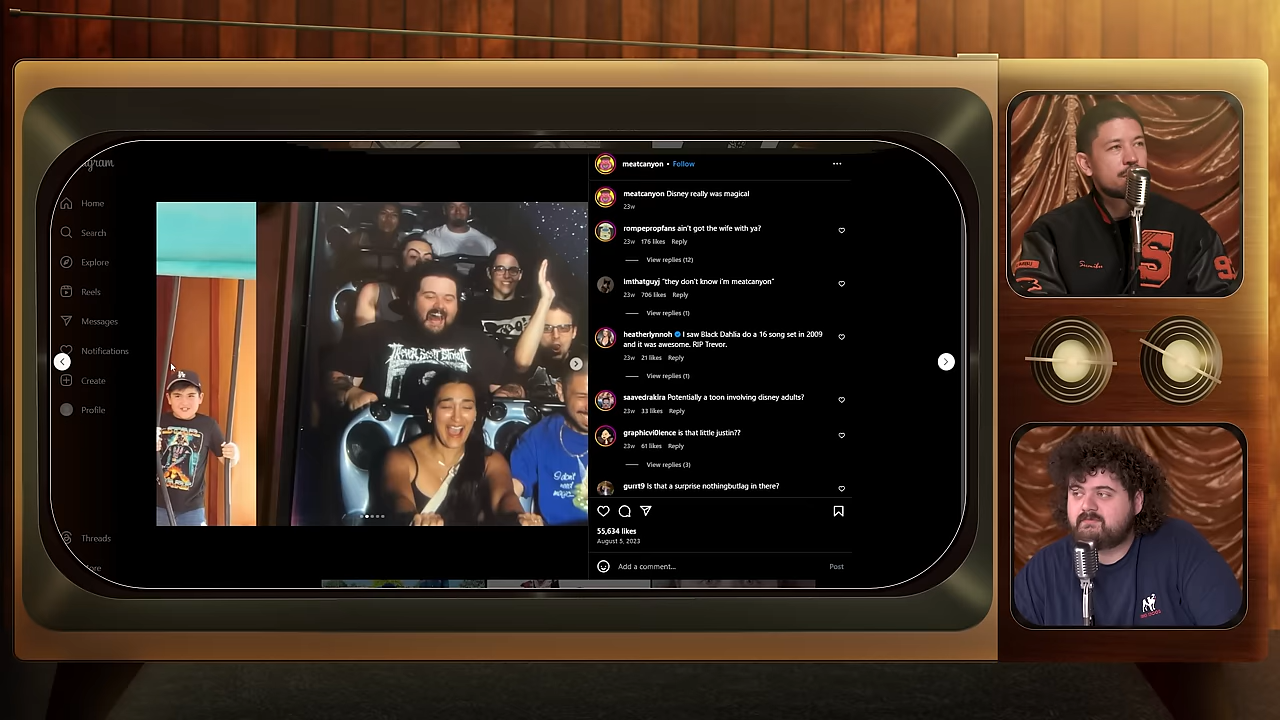 gram
Home
Search
Explore
Reels
Messages
Notifications
Create
Profile
Threads
ore
meatcanyon • Follow
meatcanyon Disney really was magical
23w
rompepropfans ain't got the wife with ya?
23w 176 likes Reply
View replies (12)
imthatguyj "they don't know i'm meatcanyon"
23w 706 likes Reply
View replies (1)
heatherlynnoh I saw Black Dahlia do a 16 song set in 2009
and it was awesome. RIP Trevor.
23w 21 likes Reply
View replies (1)
saavedrakira Potentially a toon involving disney adults?
23w 33 likes Reply
graphicvi0lence is that little justin??
23w 61 likes Reply
View replies (3)
gurrt9 Is that a surprise nothingbutlag in there?
55,634 likes
August 5, 2023
Add a comment...
Post
S